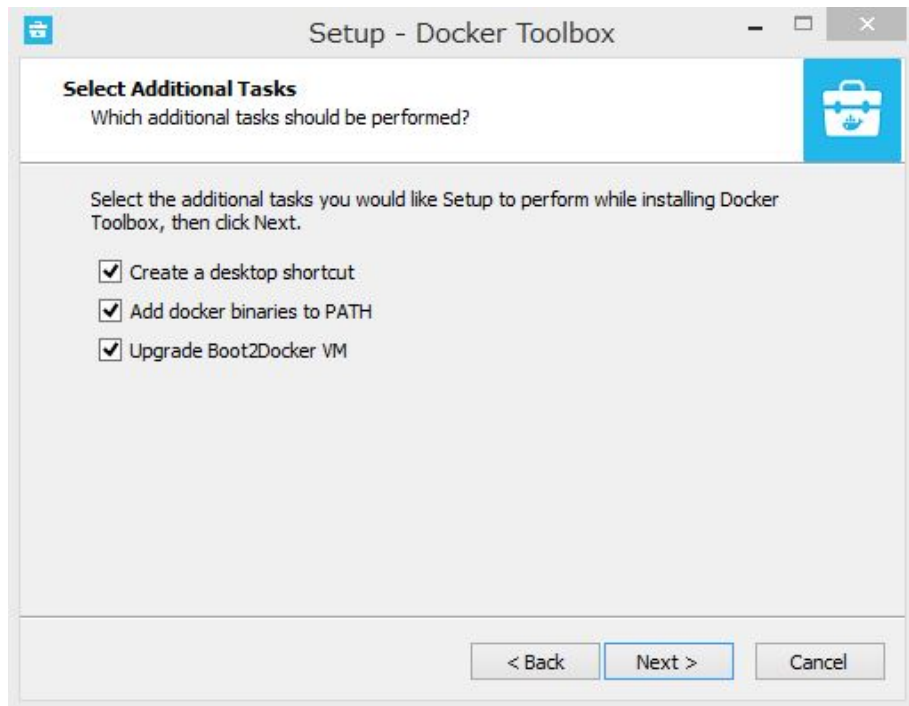 Setup - Docker Toolbox
Select Additional Tasks
Which additional tasks should be performed?
Select the additional tasks you would like Setup to perform while installing Docker
Toolbox, then click Next.
Create a desktop shortcut
Add docker binaries to PATH
Upgrade Boot2Docker VM
< Back Next > Cancel